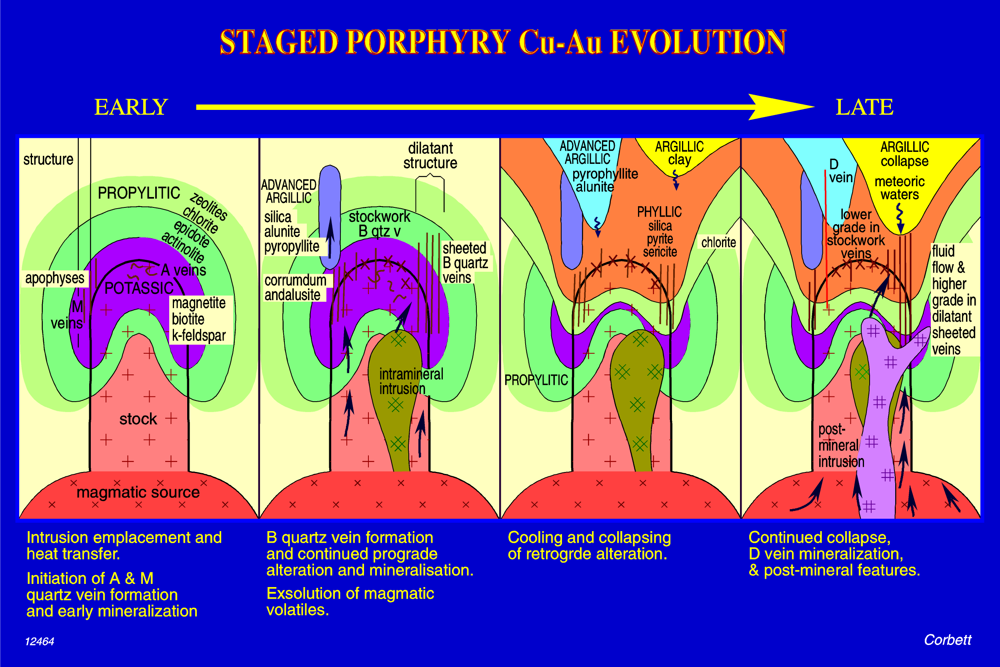 STAGED PORPHYRY Cu-Au EVOLUTION
EARLY
LATE
structure
PROPYLITIC
zeolites
chlorite
epidote
actinolite
apophyses
A veins
POTASSIC
M
veins
magnetite
biotite
k-feldspar
stock
magmatic source
dilatant
structure
ADVANCED
ARGILLIC
silica
alunite
pyropyllite
stockwork
B qtz v
sheeted
B quartz
veins
corrumdum
andalusite
intramineral
intrusion
ADVANCED
ARGILLIC
pyrophyllite
alunite
ARGILLIC
clay
PHYLLIC
silica
pyrite
sericite
chlorite
PROPYLITIC
D
vein
ARGILLIC
collapse
meteoric
waters
lower
grade in
stockwork
veins
fluid
flow &
higher
grade in
dilatant
sheeted
veins
post-
mineral
intrusion
Intrusion emplacement and
heat transfer.
Initiation of A & M
quartz vein formation
and early mineralization
B quartz vein formation
and continued prograde
alteration and mineralisation.
Exsolution of magmatic
volatiles.
Cooling and collapsing
of retrogrde alteration.
Continued collapse,
D vein mineralization,
& post-mineral features.
12464
Corbett